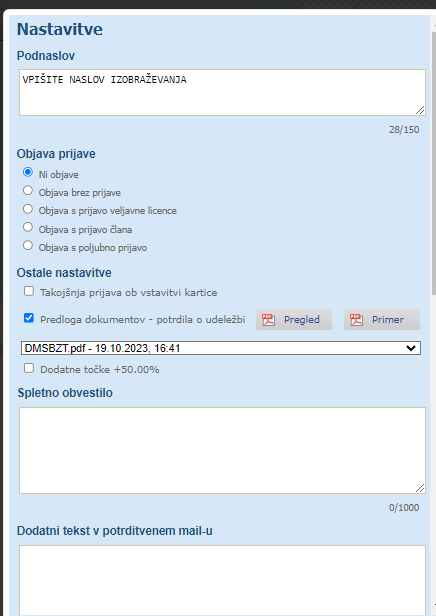 Nastavitve
Podnaslov
VPIŠITE NASLOV IZOBRAŽEVANJA
28/150
Objava prijave
Ni objave
Objava brez prijave
Objava s prijavo veljavne licence
Objava s prijavo člana
Objava s poljubno prijavo
Ostale nastavitve
Takojšnja prijava ob vstavitvi kartice
Predloga dokumentov - potrdila o udeležbi Pregled Primer
DMSBZT.pdf - 19.10.2023, 16:41
Dodatne točke +50.00%
Spletno obvestilo
0/1000
Dodatni tekst v potrditvenem mail-u